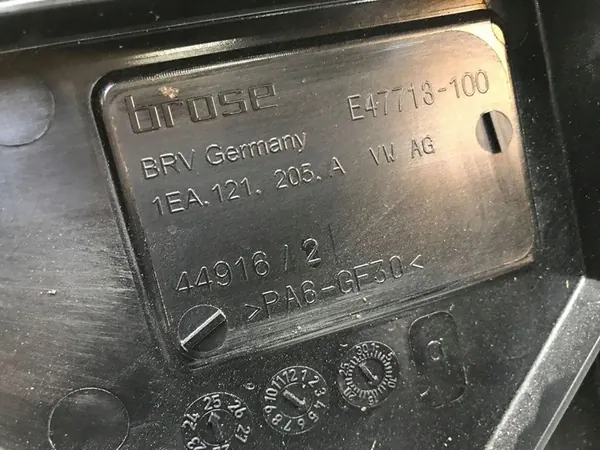 brose E47713-100
BRV Germany
1EA.121. 205. A VW AG
44916 / 2
>PA6-GF30<